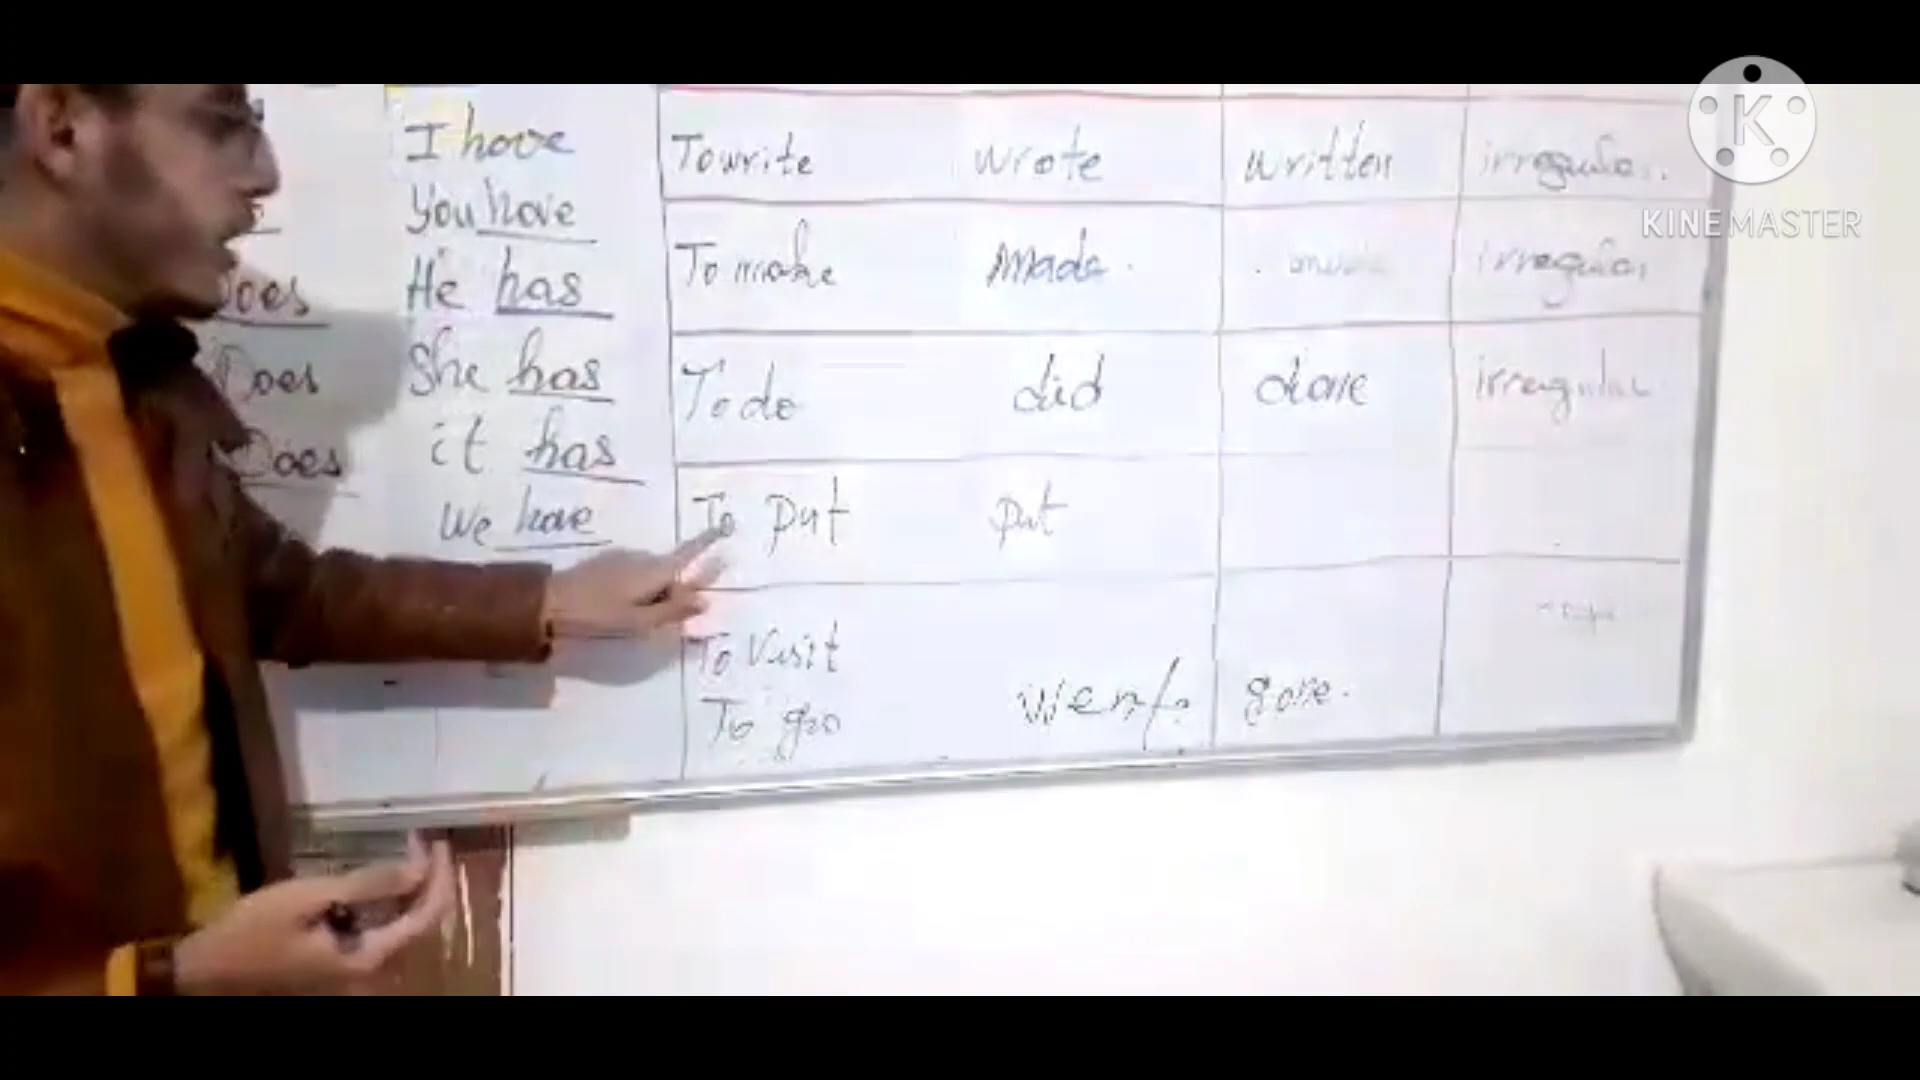 Does
Does
Does
I have
You have
He has
She has
it has
We have
To write wrote written irregular.
To make made. made irregular
To do did done irregular
To put put
To Visit
To go went. gone.
K
KINEMASTER